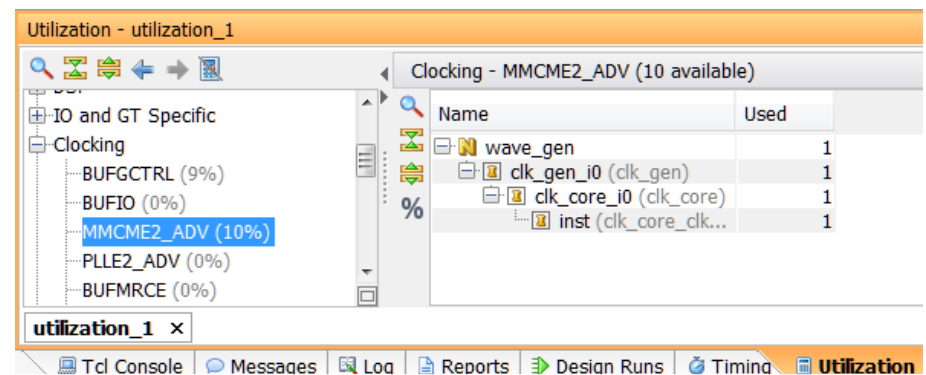 Utilization - utilization_1
Clocking - MMCME2_ADV (10 available)
IO and GT Specific
Clocking
BUFGCTRL (9%)
BUFIO (0%)
MMCME2_ADV (10%)
PLLE2_ADV (0%)
BUFMRCE (0%)
%
Name Used
wave_gen 1
clk_gen_i0 (clk_gen) 1
clk_core_i0 (clk_core) 1
inst (clk_core_clk... 1
utilization_1 ×
Tcl Console Messages Log Reports Design Runs Timing Utilization